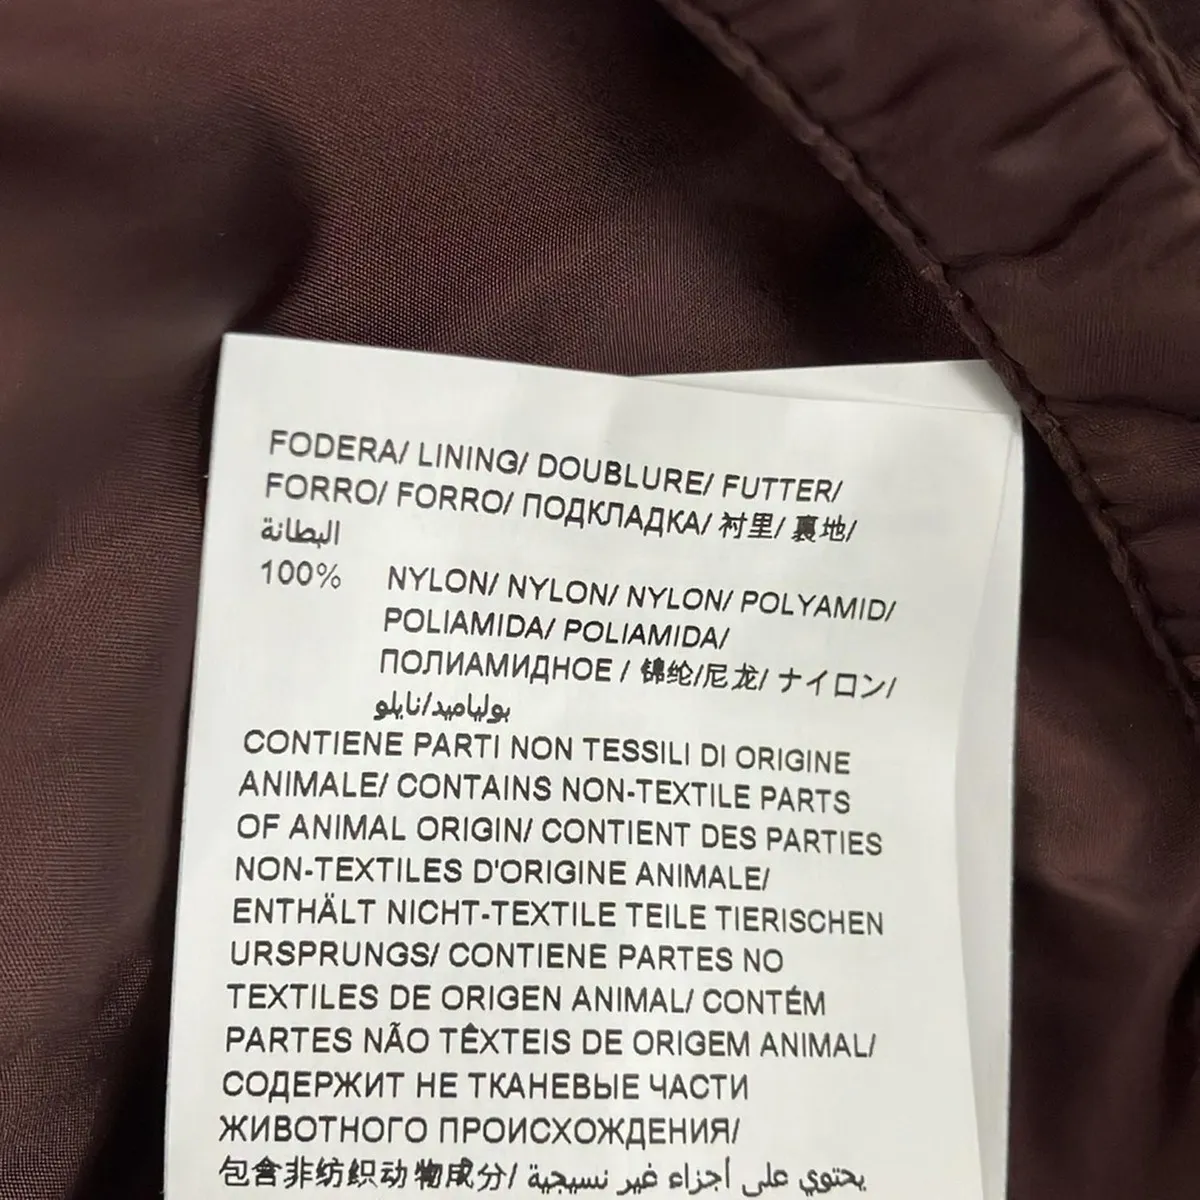 FODERA/ LINING/ DOUBLURE/ FUTTER/
FORRO/ FORRO/ ПОДКЛАДКА/ 衬里/ 裏地/
البطانة
100% NYLON/ NYLON/ NYLON/ POLYAMID/
POLIAMIDA/ POLIAMIDA/
ПОЛИАМИДНОЕ / 锦纶/尼龙/ ナイロン/
بولياميد/نايلو
CONTIENE PARTI NON TESSILI DI ORIGINE
ANIMALE/ CONTAINS NON-TEXTILE PARTS
OF ANIMAL ORIGIN/ CONTIENT DES PARTIES
NON-TEXTILES D'ORIGINE ANIMALE/
ENTHÄLT NICHT-TEXTILE TEILE TIERISCHEN
URSPRUNGS/ CONTIENE PARTES NO
TEXTILES DE ORIGEN ANIMAL/ CONTÉM
PARTES NÃO TÊXTEIS DE ORIGEM ANIMAL/
СОДЕРЖИТ НЕ ТКАНЕВЫЕ ЧАСТИ
ЖИВОТНОГО ПРОИСХОЖДЕНИЯ/
包含非纺织动物成分/ يحتوي على أجزاء غير نسيجية